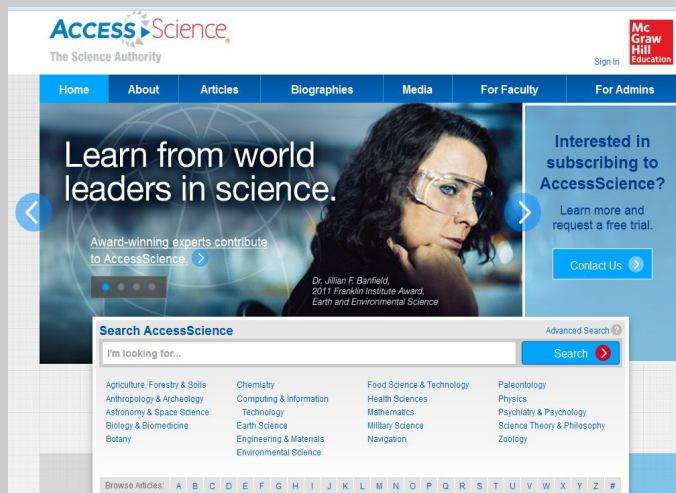 ACCESS Science®
The Science Authority
Mc
Graw
Hill
Education
Sign In
Home About Articles Biographies Media For Faculty For Admins
Learn from world
leaders in science.
Award-winning experts contribute
to AccessScience.
Dr. Jillian F. Banfield,
2011 Franklin Institute Award,
Earth and Environmental Science
Interested in
subscribing to
AccessScience?
Learn more and
request a free trial.
Contact Us
Search AccessScience
Advanced Search ?
I'm looking for...
Search
Agriculture, Forestry & Soils
Anthropology & Archeology
Astronomy & Space Science
Biology & Biomedicine
Botany
Chemistry
Computing & Information
Technology
Earth Science
Engineering & Materials
Environmental Science
Food Science & Technology
Health Sciences
Mathematics
Military Science
Navigation
Paleontology
Physics
Psychiatry & Psychology
Science Theory & Philosophy
Zoology
Browse Articles: A B C D E F G H I J K L M N O P Q R S T U V W X Y Z #